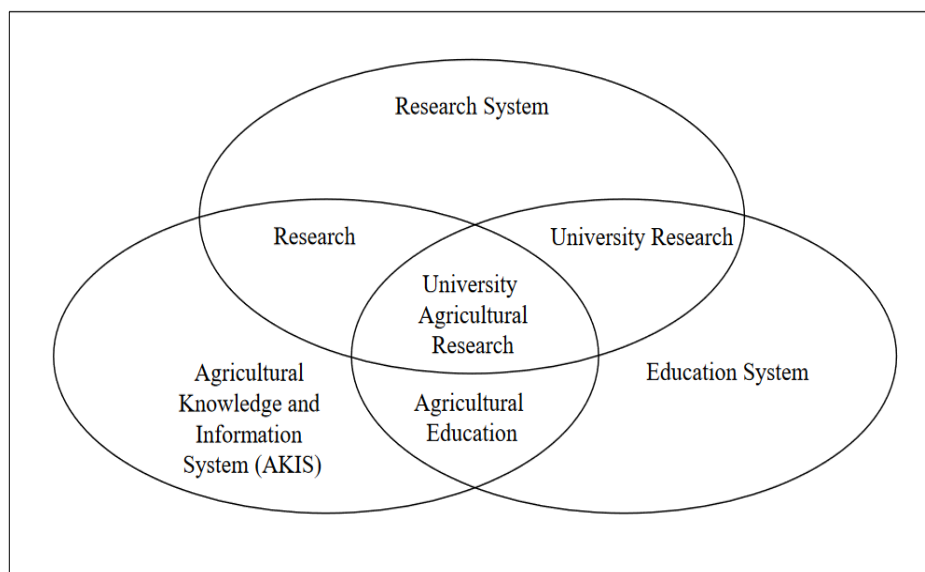 Research System
Research
University Research
University
Agricultural
Research
Agricultural
Knowledge and
Information
System (AKIS)
Agricultural
Education
Education System